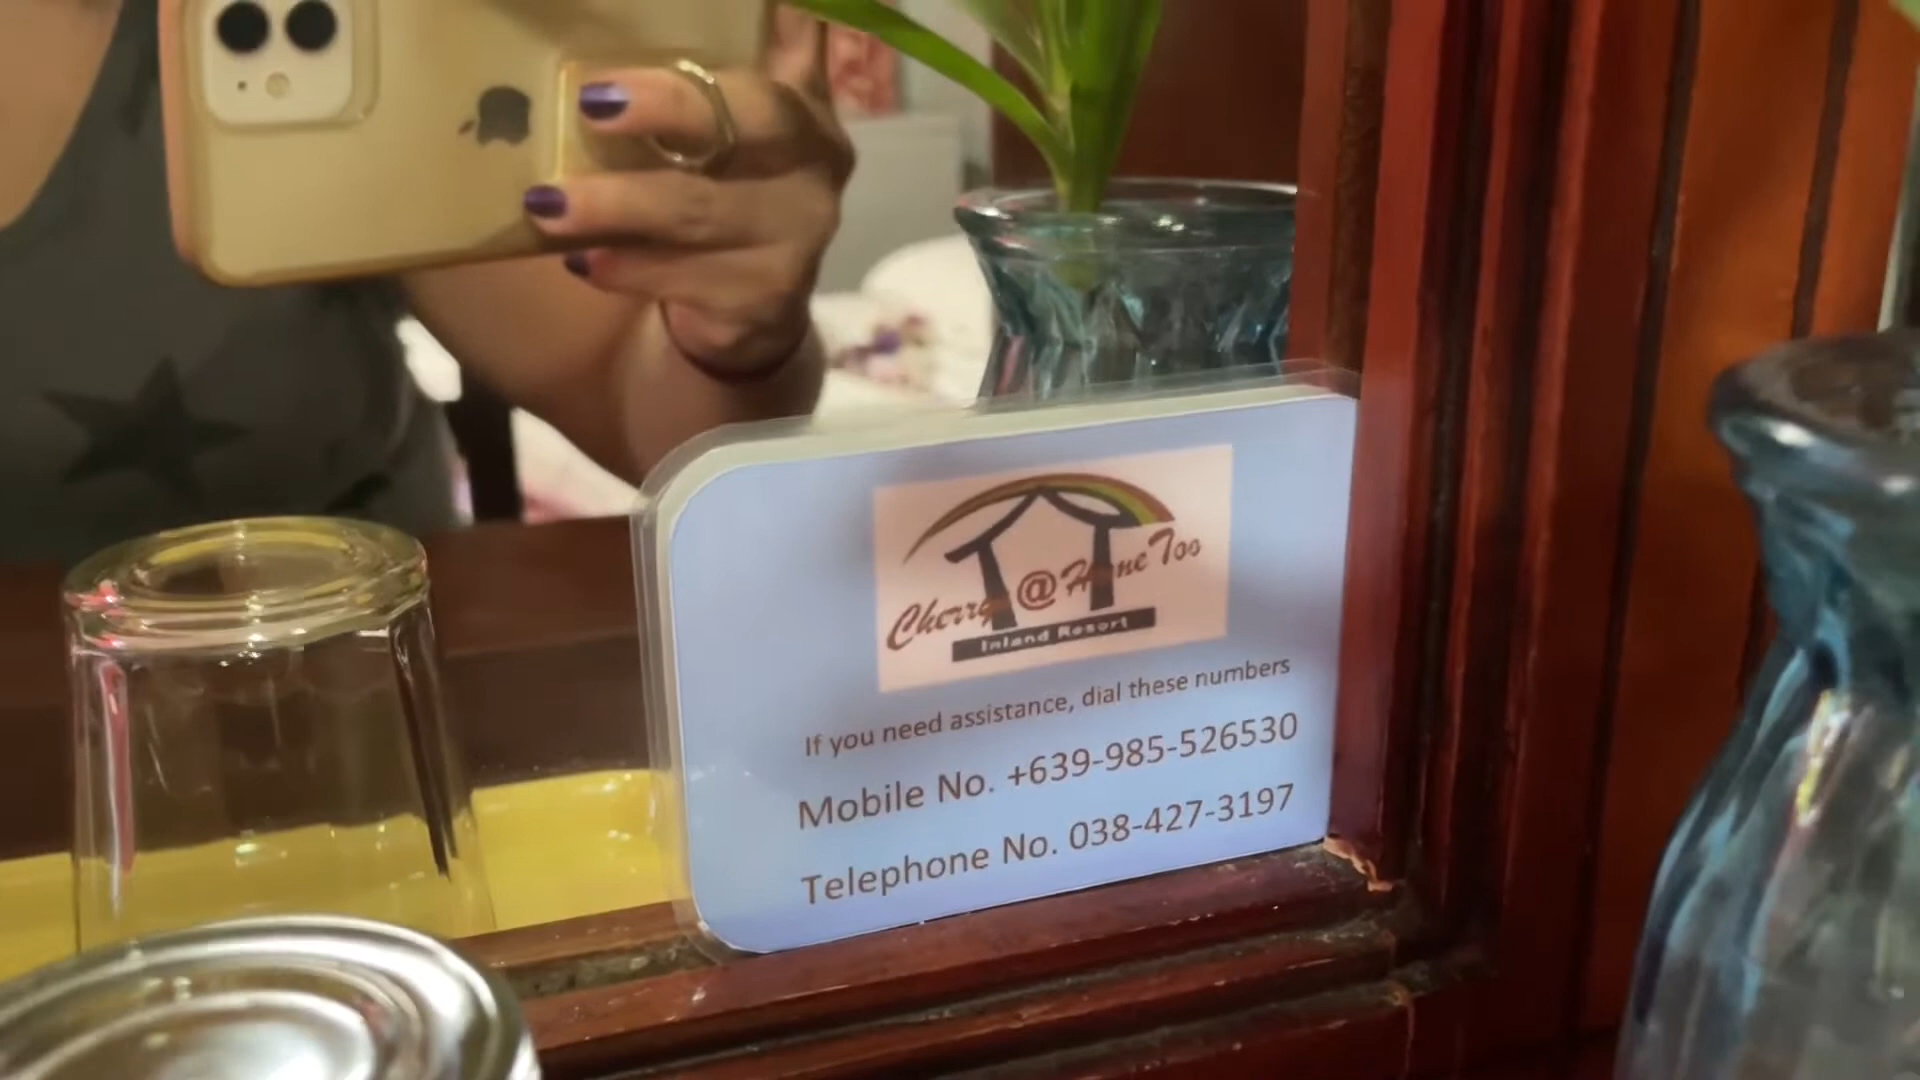 Cherry @ Home Too
Inland Resort
If you need assistance, dial these numbers
Mobile No. +639-985-526530
Telephone No. 038-427-3197